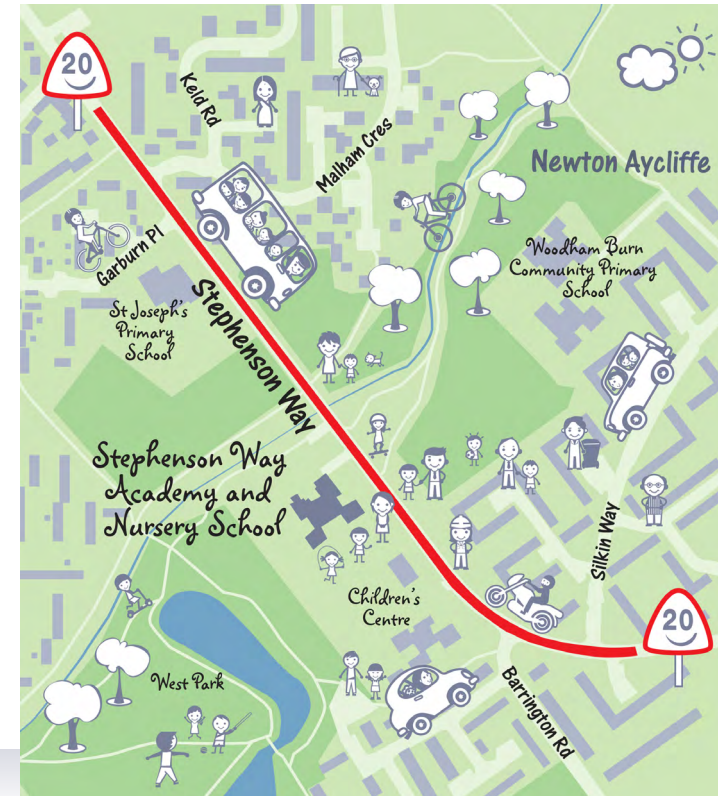 20
Keld Rd
Malham Cres
Newton Aycliffe
Garburn Pl
Woodham Burn
Community Primary
School
St Joseph's
Primary
School
Stephenson Way
Stephenson Way
Academy and
Nursery School
Silkin Way
Children's
Centre
20
West Park
Barrington Rd